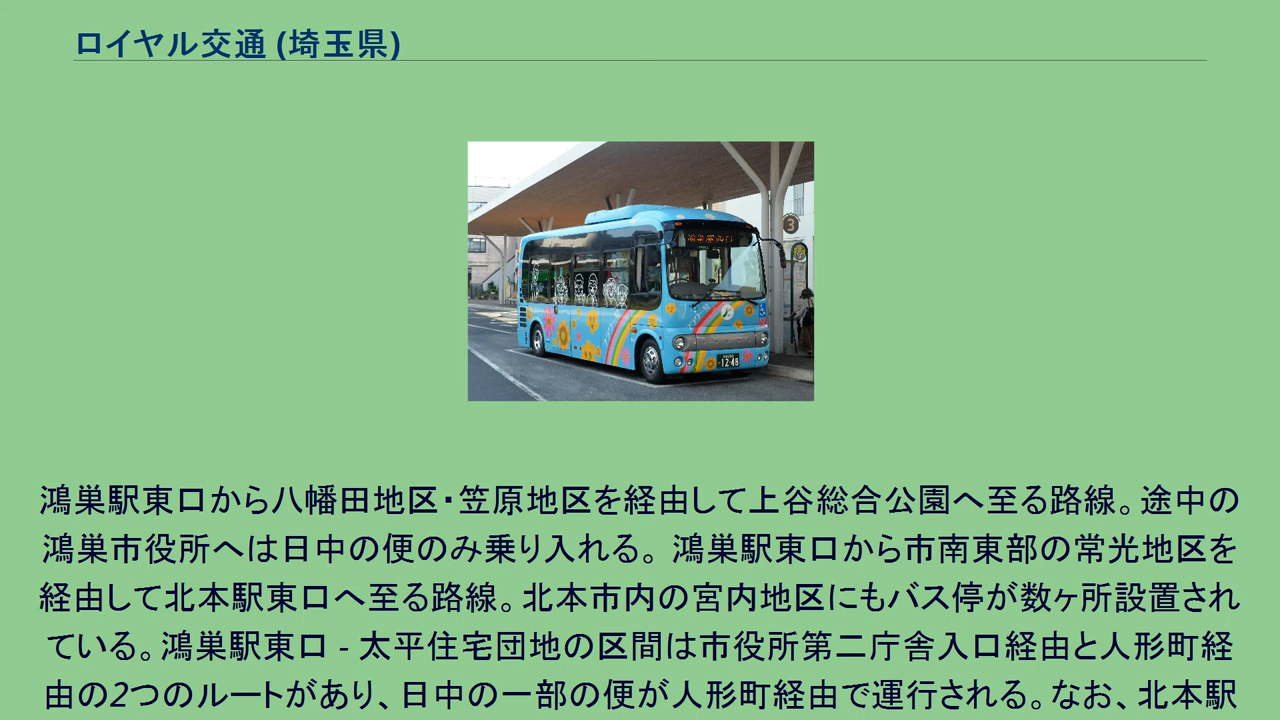 ロイヤル交通 (埼玉県)
3
1248
鴻巣駅東口から八幡田地区・笠原地区を経由して上谷総合公園へ至る路線。途中の
鴻巣市役所へは日中の便のみ乗り入れる。 鴻巣駅東口から市南東部の常光地区を
経由して北本駅東口へ至る路線。北本市内の宮内地区にもバス停が数ヶ所設置され
ている。鴻巣駅東口 - 太平住宅団地の区間は市役所第二庁舎入口経由と人形町経
由の2つのルートがあり、日中の一部の便が人形町経由で運行される。なお、北本駅